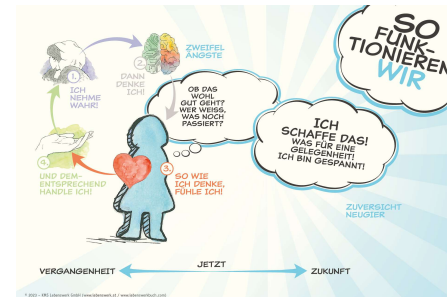 SO
FUNK-
TIONIEREN
WIR
ZWEIFEL
ÄNGSTE
1.
ICH
NEHME
WAHR!
2.
DANN
DENKE
ICH!
OB DAS
WOHL
GUT GEHT?
WER WEISS,
WAS NOCH
PASSIERT?
ICH
SCHAFFE DAS!
WAS FÜR EINE
GELEGENHEIT!
ICH BIN GESPANNT!
3.
SO WIE
ICH DENKE,
FÜHLE ICH!
4.
UND DEM-
ENTSPRECHEND
HANDLE ICH!
ZUVERSICHT
NEUGIER
VERGANGENHEIT
JETZT
ZUKUNFT